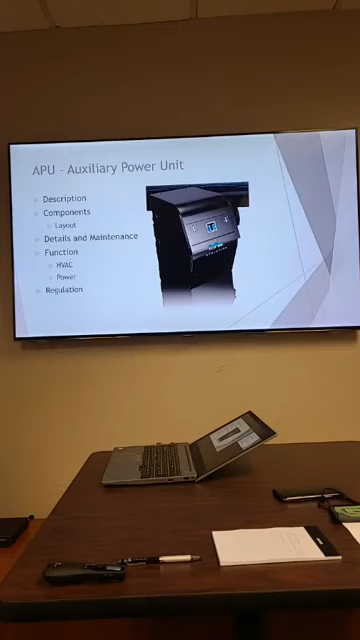 APU – Auxiliary Power Unit
Description
Components
Layout
Details and Maintenance
Function
HVAC
Power
Regulation